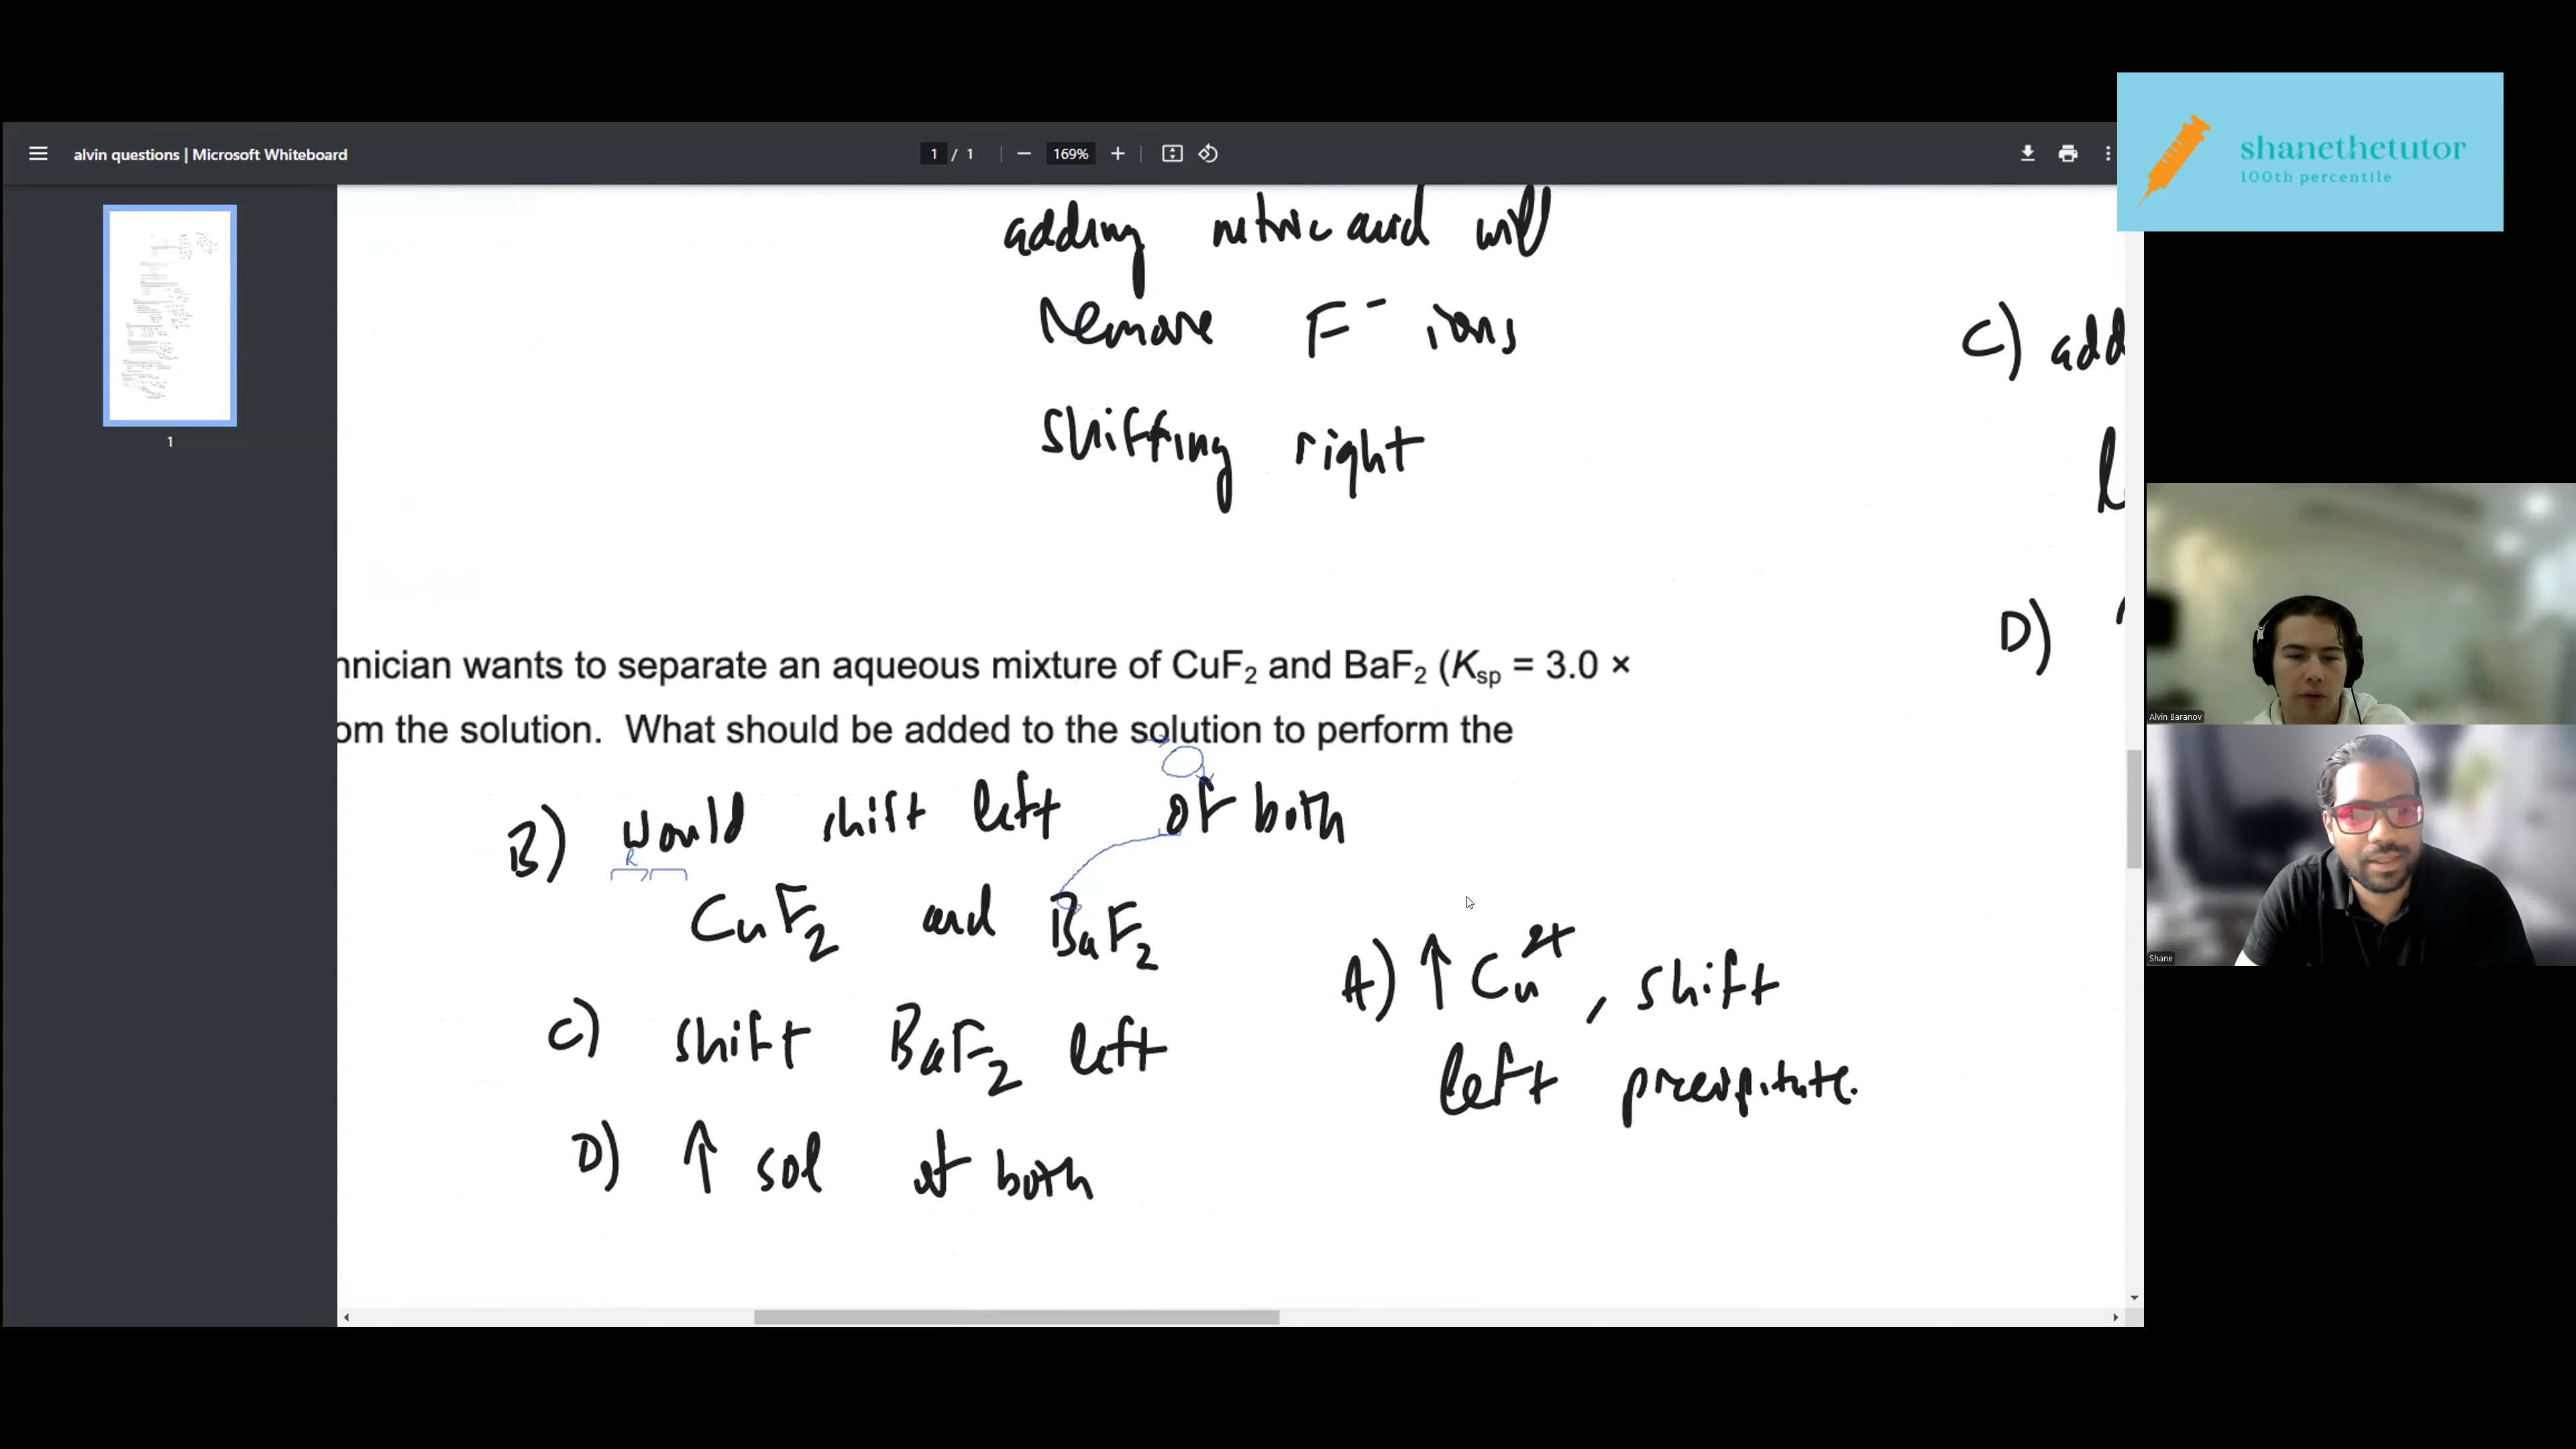 alvin questions | Microsoft Whiteboard
1 / 1
169%
shanethetutor
100th percentile
1
adding nitric acid will
remove F⁻ ions
shifting right
C) add
D) ↑
hnician wants to separate an aqueous mixture of CuF₂ and BaF₂ (Ksp = 3.0 ×
om the solution. What should be added to the solution to perform the
B) would shift left of both
R
CuF₂ and BaF₂
C) shift BaF₂ left
D) ↑ sol of both
A) ↑ Cu²⁺, shift
left precipitate.
Alvin Baranov
Shane